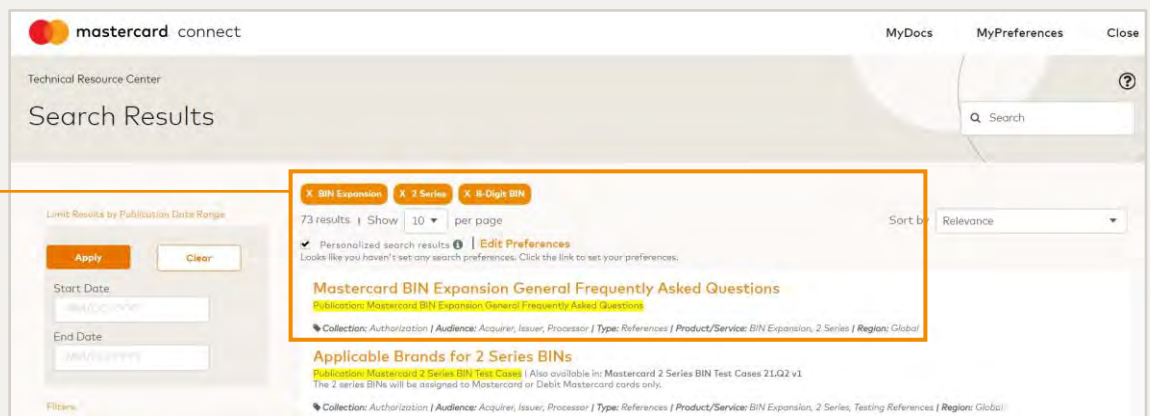 mastercard connect
MyDocs MyPreferences Close
Technical Resource Center
Search Results
Search
X BIN Expansion X 2 Series X 8-Digit BIN
Limit Results by Publication Date Range
73 results | Show 10 per page
Sort by Relevance
Apply Clear
Personalized search results | Edit Preferences
Looks like you haven't set any search preferences. Click the link to set your preferences.
Start Date
Mastercard BIN Expansion General Frequently Asked Questions
Publication: Mastercard BIN Expansion General Frequently Asked Questions
Collection: Authorization | Audience: Acquirer, Issuer, Processor | Type: References | Product/Service: BIN Expansion, 2 Series | Region: Global
End Date
Applicable Brands for 2 Series BINs
Publication: Mastercard 2 Series BIN Test Cases | Also available in: Mastercard 2 Series BIN Test Cases 21.Q2 v1
The 2 series BINs will be assigned to Mastercard or Debit Mastercard cards only.
Filters
Collection: Authorization | Audience: Acquirer, Issuer, Processor | Type: References | Product/Service: BIN Expansion, 2 Series, Testing References | Region: Global